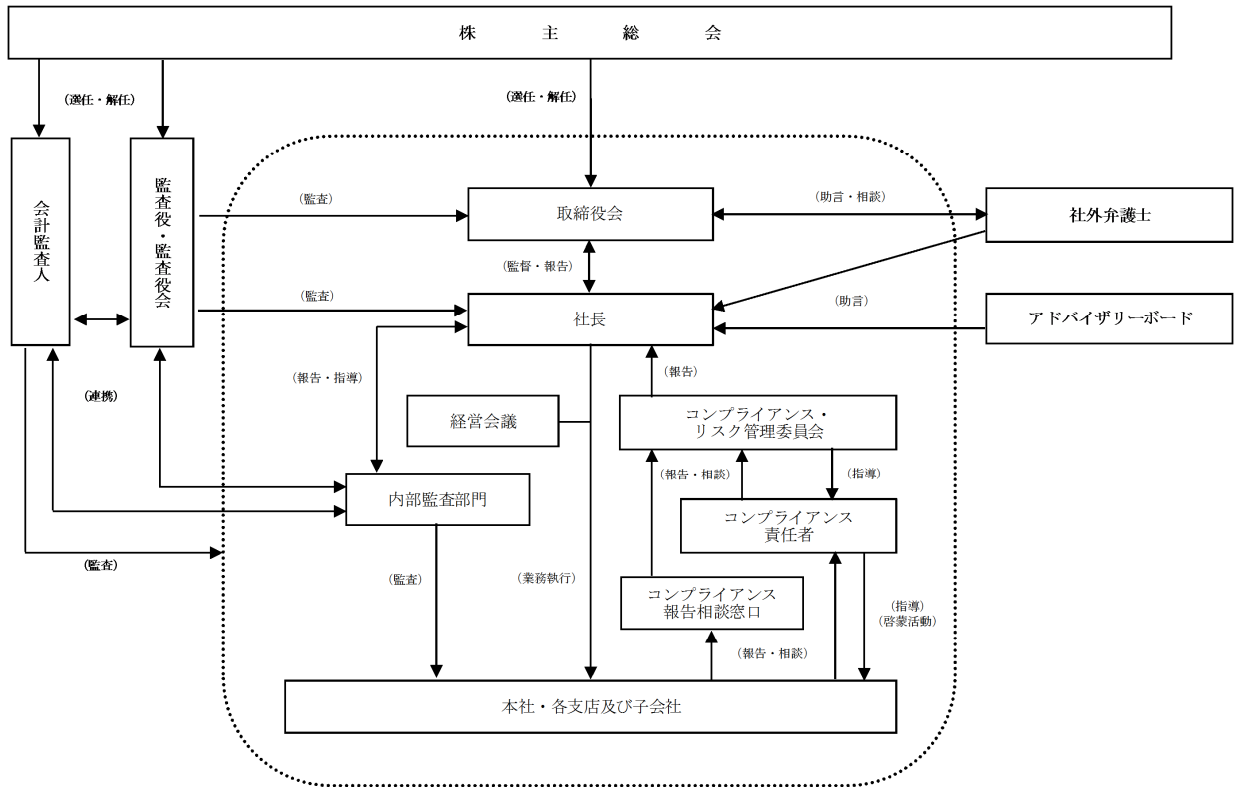 株主総会
（選任・解任）
（選任・解任）
会計監査人
監査役・監査役会
（監査）
取締役会
（助言・相談）
社外弁護士
（監督・報告）
（監査）
社長
（助言）
アドバイザリーボード
（連携）
（報告・指導）
（報告）
経営会議
コンプライアンス・
リスク管理委員会
（報告・相談）
（指導）
内部監査部門
コンプライアンス
責任者
（監査）
（監査）
（業務執行）
コンプライアンス
報告相談窓口
（指導）
（啓蒙活動）
（報告・相談）
本社・各支店及び子会社